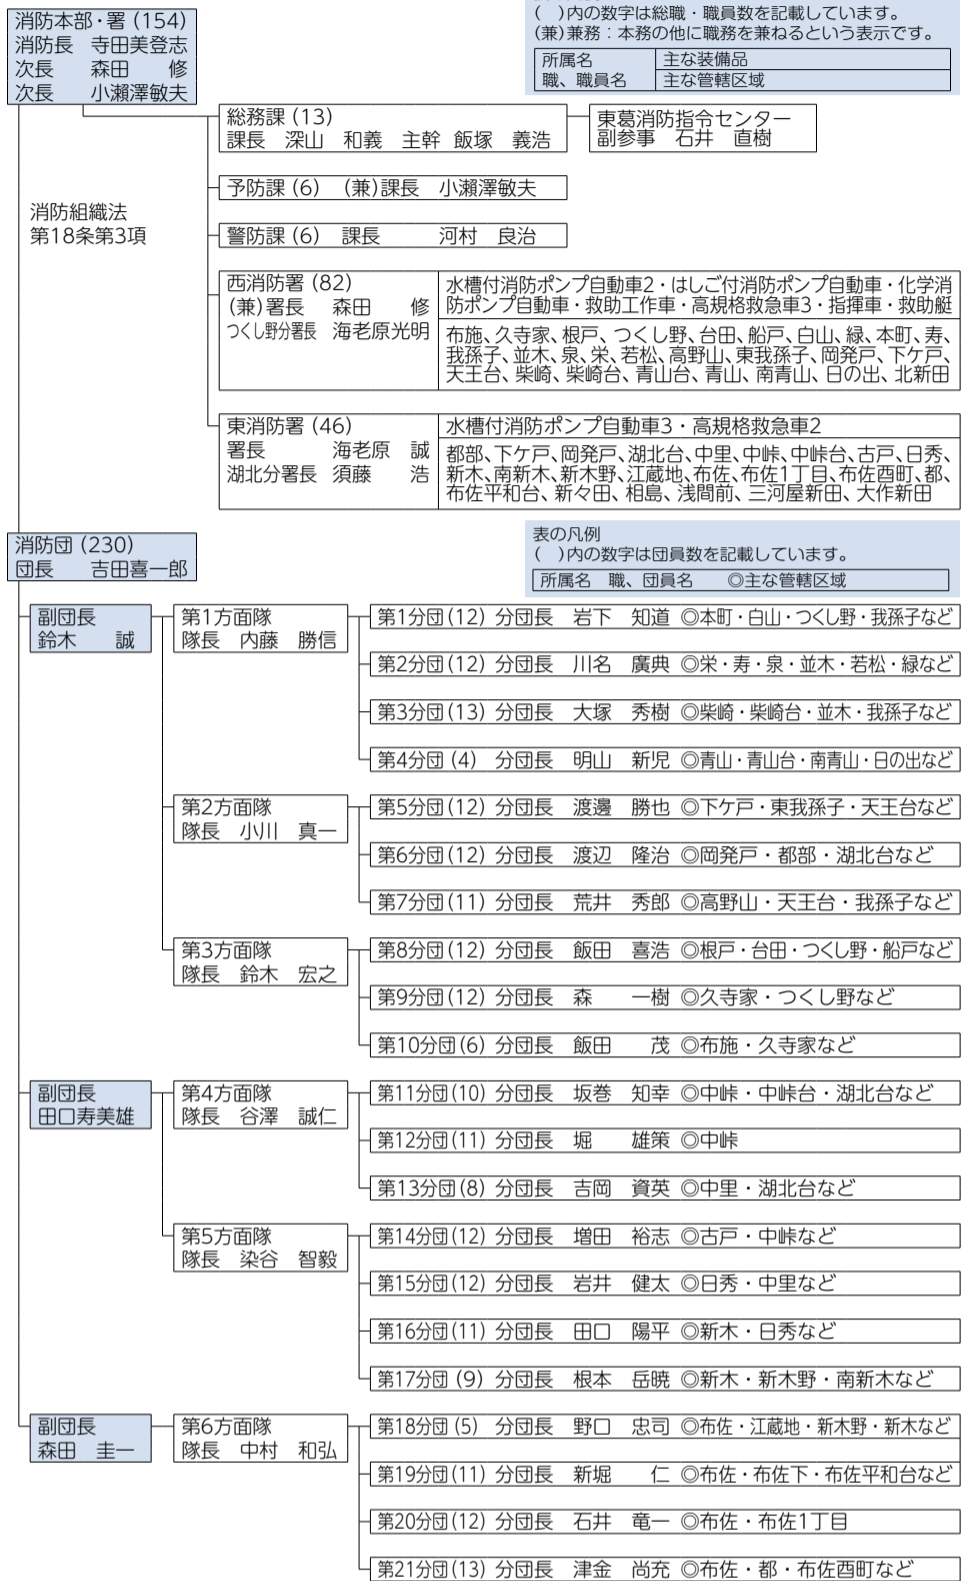 消防本部・署(154)
消防長 寺田美登志
次長 森田 修
次長 小瀬澤敏夫
( )内の数字は総職・職員数を記載しています。
(兼)兼務：本務の他に職務を兼ねるという表示です。
所属名 主な装備品
職、職員名 主な管轄区域
総務課(13)
課長 深山 和義 主幹 飯塚 義浩
東葛消防指令センター
副参事 石井 直樹
予防課(6) (兼)課長 小瀬澤敏夫
消防組織法
第18条第3項
警防課(6) 課長 河村 良治
西消防署(82)
(兼)署長 森田 修
つくし野分署長 海老原光明
水槽付消防ポンプ自動車2・はしご付消防ポンプ自動車・化学消
防ポンプ自動車・救助工作車・高規格救急車3・指揮車・救助艇
布施、久寺家、根戸、つくし野、台田、船戸、白山、緑、本町、寿、
我孫子、並木、泉、栄、若松、高野山、東我孫子、岡発戸、下ケ戸、
天王台、柴崎、柴崎台、青山台、青山、南青山、日の出、北新田
東消防署(46)
署長 海老原 誠
湖北分署長 須藤 浩
水槽付消防ポンプ自動車3・高規格救急車2
都部、下ケ戸、岡発戸、湖北台、中里、中峠、中峠台、古戸、日秀、
新木、南新木、新木野、江蔵地、布佐、布佐1丁目、布佐酉町、都、
布佐平和台、新々田、相島、浅間前、三河屋新田、大作新田
消防団(230)
団長 吉田喜一郎
表の凡例
( )内の数字は団員数を記載しています。
所属名 職、団員名 ◎主な管轄区域
副団長
鈴木 誠
第1方面隊
隊長 内藤 勝信
第1分団(12) 分団長 岩下 知道 ◎本町・白山・つくし野・我孫子など
第2分団(12) 分団長 川名 廣典 ◎栄・寿・泉・並木・若松・緑など
第3分団(13) 分団長 大塚 秀樹 ◎柴崎・柴崎台・並木・我孫子など
第4分団(4) 分団長 明山 新児 ◎青山・青山台・南青山・日の出など
第2方面隊
隊長 小川 真一
第5分団(12) 分団長 渡邊 勝也 ◎下ケ戸・東我孫子・天王台など
第6分団(12) 分団長 渡辺 隆治 ◎岡発戸・都部・湖北台など
第7分団(11) 分団長 荒井 秀郎 ◎高野山・天王台・我孫子など
第3方面隊
隊長 鈴木 宏之
第8分団(12) 分団長 飯田 喜浩 ◎根戸・台田・つくし野・船戸など
第9分団(12) 分団長 森 一樹 ◎久寺家・つくし野など
第10分団(6) 分団長 飯田 茂 ◎布施・久寺家など
副団長
田口寿美雄
第4方面隊
隊長 谷澤 誠仁
第11分団(10) 分団長 坂巻 知幸 ◎中峠・中峠台・湖北台など
第12分団(11) 分団長 堀 雄策 ◎中峠
第13分団(8) 分団長 吉岡 資英 ◎中里・湖北台など
第5方面隊
隊長 染谷 智毅
第14分団(12) 分団長 増田 裕志 ◎古戸・中峠など
第15分団(12) 分団長 岩井 健太 ◎日秀・中里など
第16分団(11) 分団長 田口 陽平 ◎新木・日秀など
第17分団(9) 分団長 根本 岳暁 ◎新木・新木野・南新木など
副団長
森田 圭一
第6方面隊
隊長 中村 和弘
第18分団(5) 分団長 野口 忠司 ◎布佐・江蔵地・新木野・新木など
第19分団(11) 分団長 新堀 仁 ◎布佐・布佐下・布佐平和台など
第20分団(12) 分団長 石井 竜一 ◎布佐・布佐1丁目
第21分団(13) 分団長 津金 尚充 ◎布佐・都・布佐酉町など